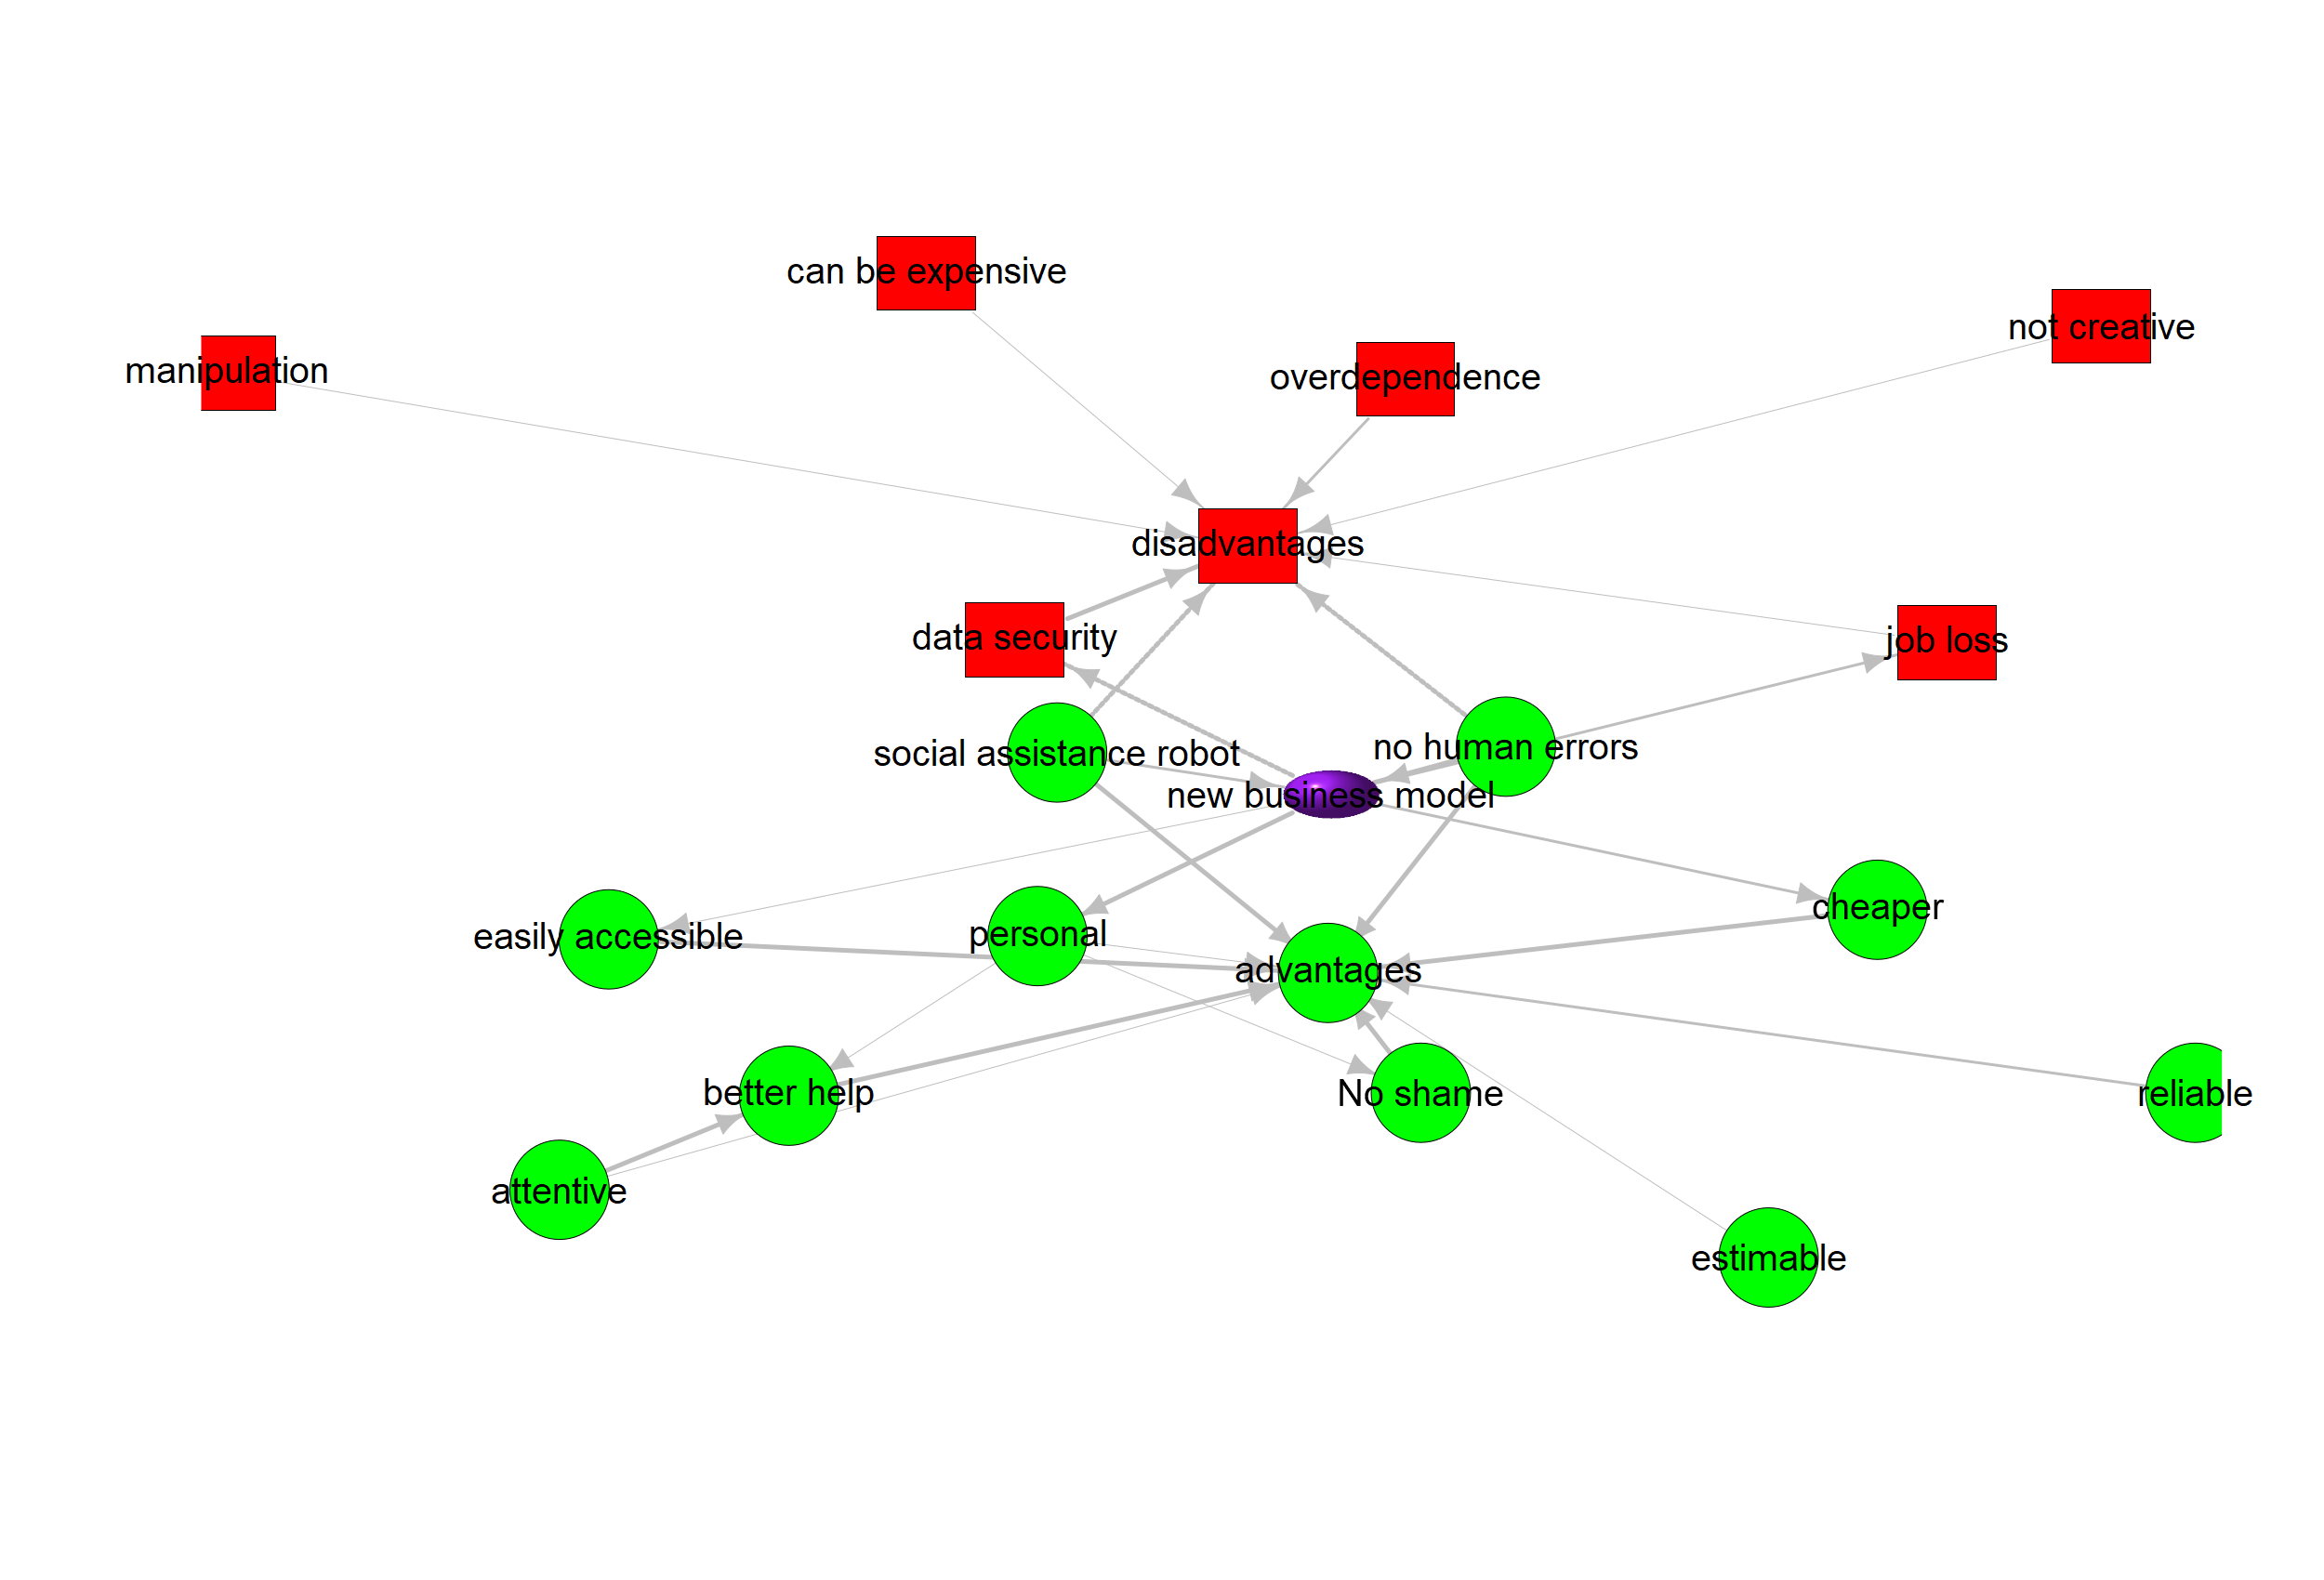 can be expensive
not creative
manipulation
overdependence
disadvantages
data security
job loss
social assistance robot
no human errors
new business model
easily accessible
personal
cheaper
advantages
better help
No shame
reliable
attentive
estimable